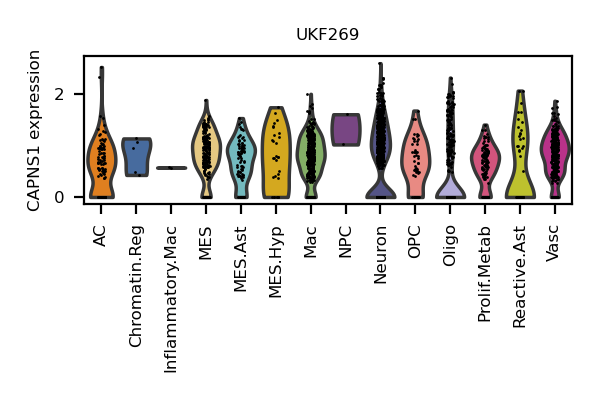 UKF269
CAPNS1 expression
2
0
AC
Chromatin.Reg
Inflammatory.Mac
MES
MES.Ast
MES.Hyp
Mac
NPC
Neuron
OPC
Oligo
Prolif.Metab
Reactive.Ast
Vasc